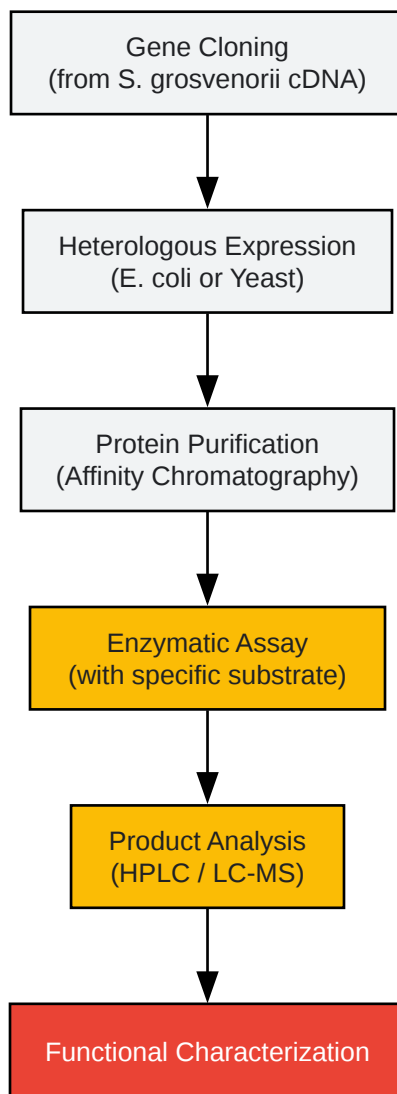 Gene Cloning
(from S. grosvenorii cDNA)
Heterologous Expression
(E. coli or Yeast)
Protein Purification
(Affinity Chromatography)
Enzymatic Assay
(with specific substrate)
Product Analysis
(HPLC / LC-MS)
Functional Characterization